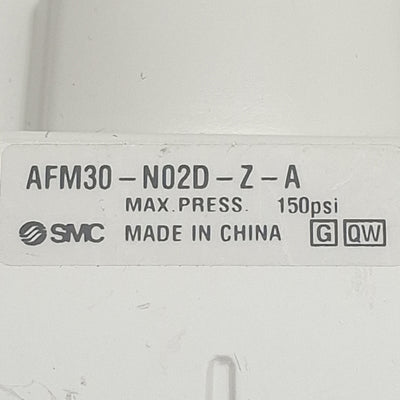 AFM30-N02D-Z-A
MAX.PRESS. 150psi
SMC MADE IN CHINA G QW